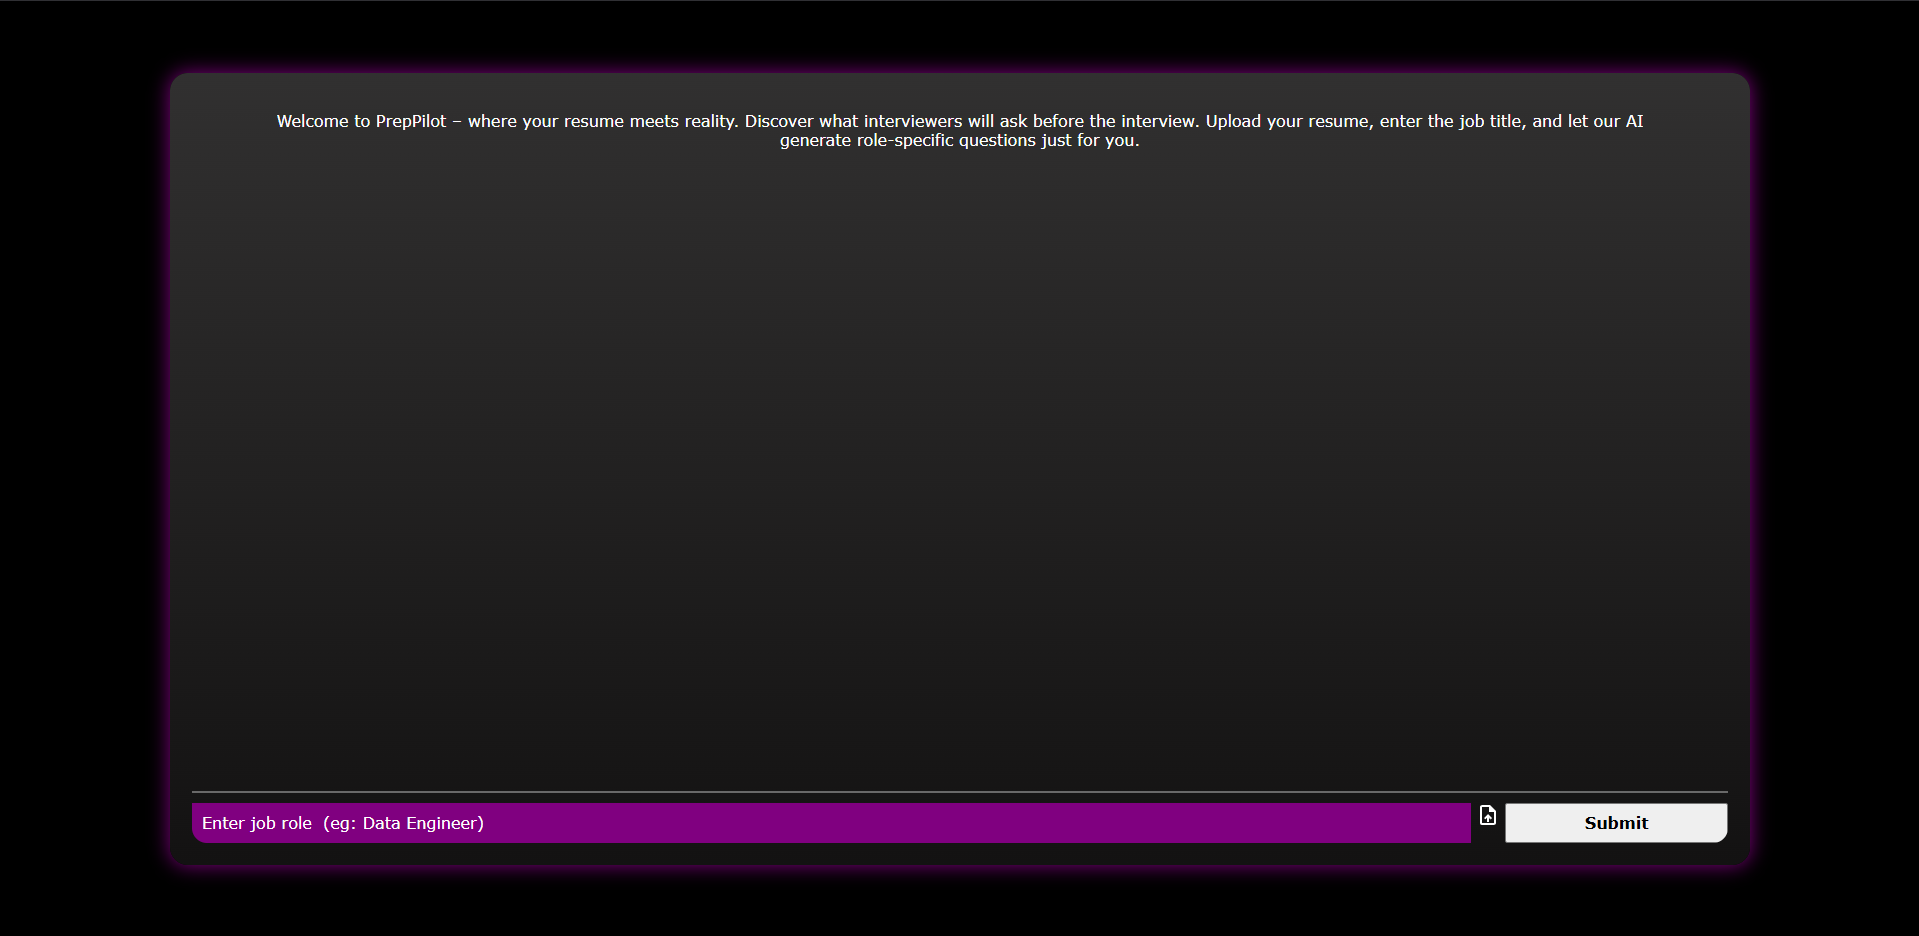 Welcome to PrepPilot – where your resume meets reality. Discover what interviewers will ask before the interview. Upload your resume, enter the job title, and let our AI
generate role-specific questions just for you.
Enter job role  (eg: Data Engineer)
Submit